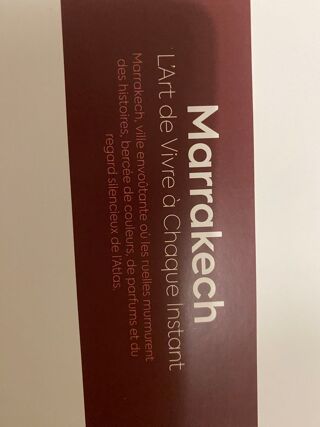 Marrakech
L'Art de Vivre à Chaque Instant
Marrakech, ville envoûtante où les ruelles murmurent
des histoires, bercée de couleurs, de parfums et du
regard silencieux de l'Atlas.